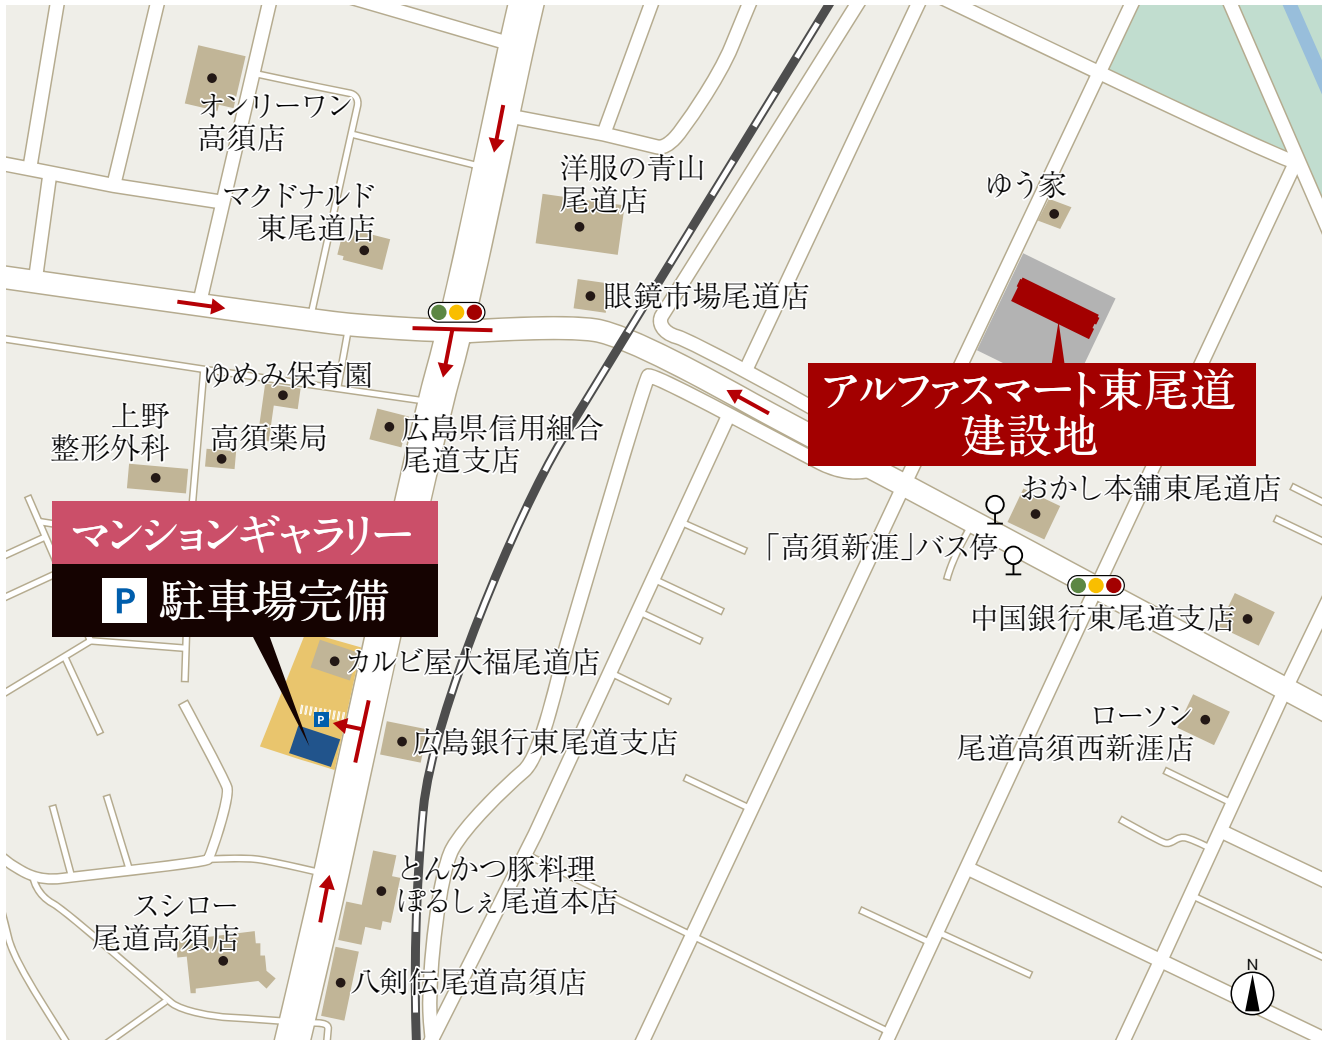 オンリーワン
高須店
マクドナルド
東尾道店
洋服の青山
尾道店
眼鏡市場尾道店
ゆう家
アルファスマート東尾道
建設地
ゆめみ保育園
上野
整形外科
高須薬局
広島県信用組合
尾道支店
おかし本舗東尾道店
「高須新涯」バス停
マンションギャラリー
P 駐車場完備
中国銀行東尾道支店
カルビ屋大福尾道店
P
広島銀行東尾道支店
ローソン
尾道高須西新涯店
とんかつ豚料理
ぽるしぇ尾道本店
スシロー
尾道高須店
八剣伝尾道高須店
N